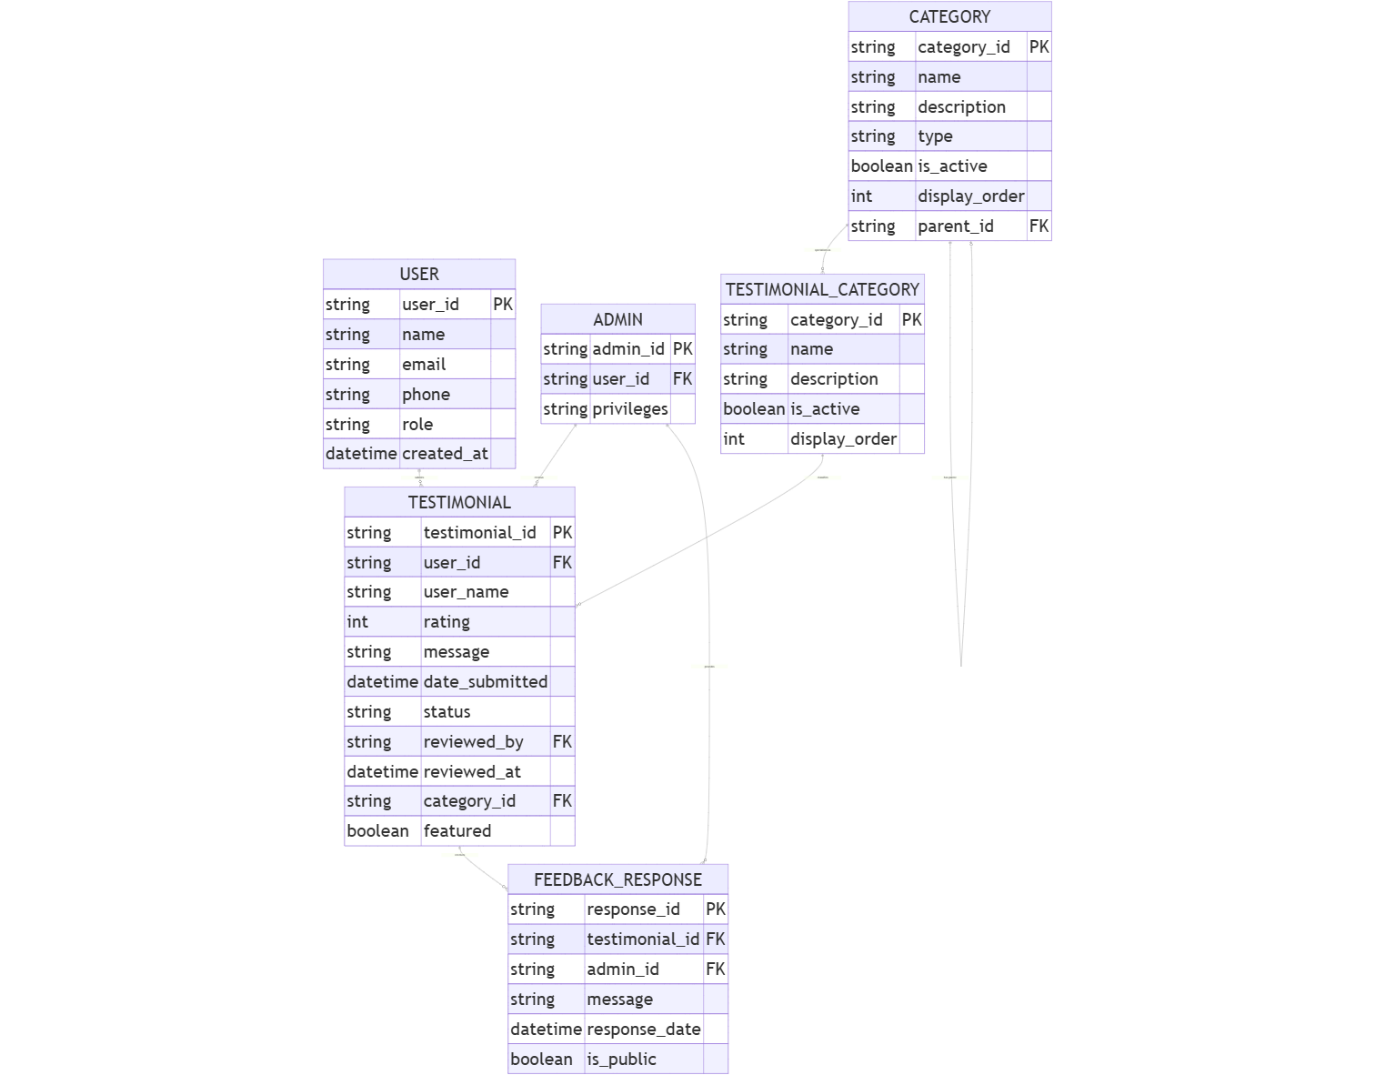 CATEGORY
string category_id PK
string name
string description
string type
boolean is_active
int display_order
string parent_id FK
USER
string user_id PK
string name
string email
string phone
string role
datetime created_at
ADMIN
string admin_id PK
string user_id FK
string privileges
TESTIMONIAL_CATEGORY
string category_id PK
string name
string description
boolean is_active
int display_order
TESTIMONIAL
string testimonial_id PK
string user_id FK
string user_name
int rating
string message
datetime date_submitted
string status
string reviewed_by FK
datetime reviewed_at
string category_id FK
boolean featured
FEEDBACK_RESPONSE
string response_id PK
string testimonial_id FK
string admin_id FK
string message
datetime response_date
boolean is_public